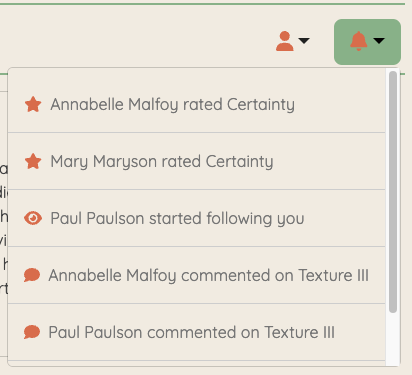 Annabelle Malfoy rated Certainty
Mary Maryson rated Certainty
Paul Paulson started following you
Annabelle Malfoy commented on Texture III
Paul Paulson commented on Texture III